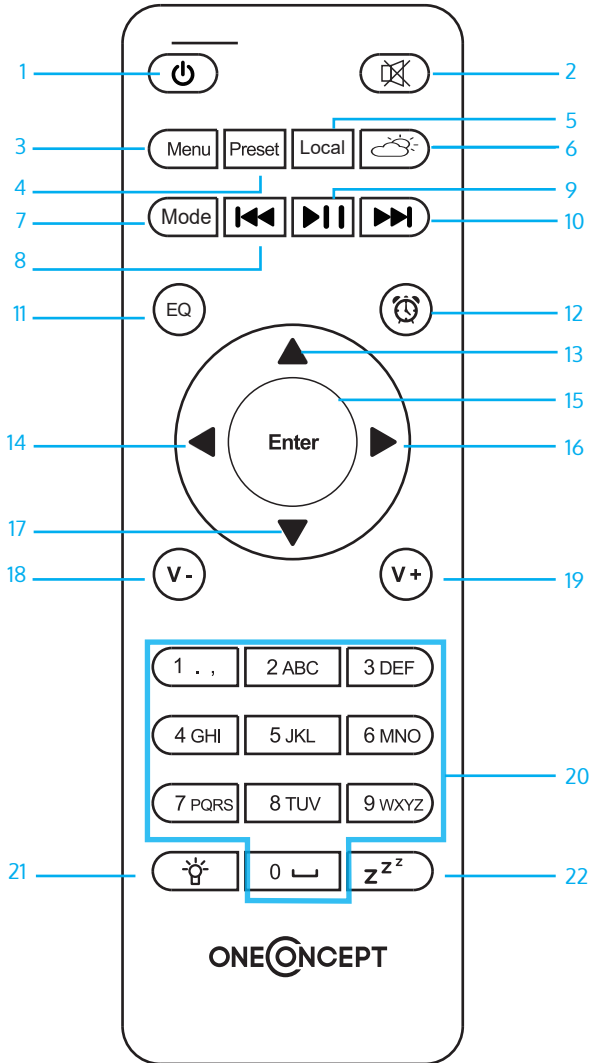 1
2
5
3 Menu Preset Local 6
4
9
7 Mode 10
8
11 EQ 12
13
15
14 Enter 16
17
18 V - V + 19
1 . , 2 ABC 3 DEF
4 GHI 5 JKL 6 MNO
20
7 PQRS 8 TUV 9 WXYZ
21 0 zzz 22
ONECONCEPT